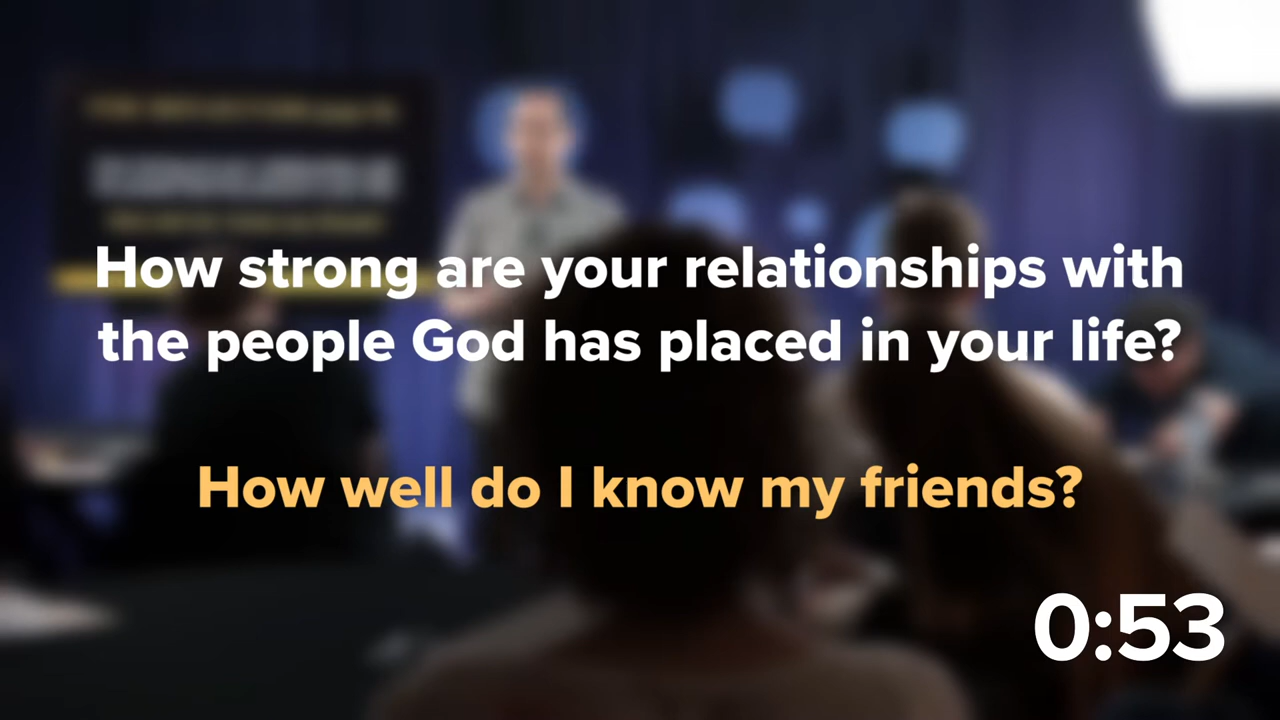 How strong are your relationships with
the people God has placed in your life?
How well do I know my friends?
0:53